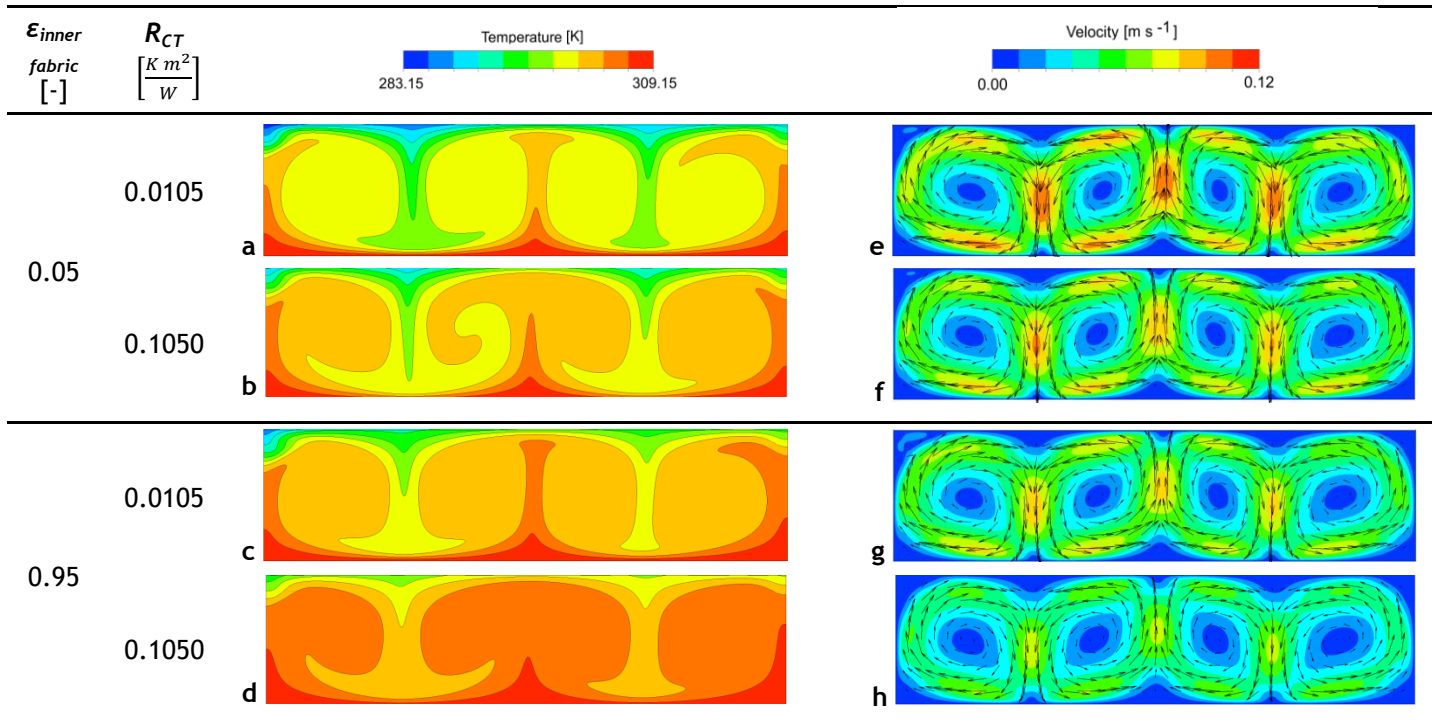 ε inner fabric [-]
R_CT [K m² / W]
Temperature [K]
283.15 309.15
Velocity [m s ⁻¹]
0.00 0.12
0.05
0.0105
a e
0.1050
b f
0.95
0.0105
c g
0.1050
d h